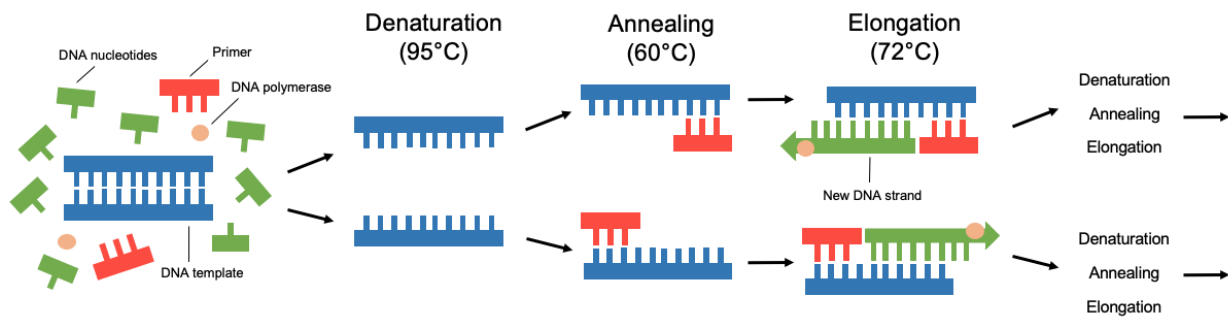 Denaturation
(95°C)
Annealing
(60°C)
Elongation
(72°C)
DNA nucleotides
Primer
DNA polymerase
DNA template
New DNA strand
Denaturation
Annealing
Elongation
Denaturation
Annealing
Elongation